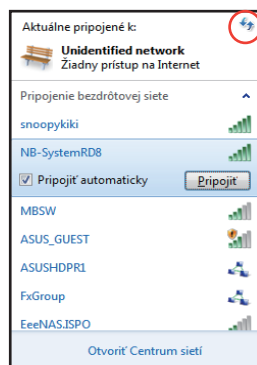 Aktuálne pripojené k:
Unidentified network
Žiadny prístup na Internet
Pripojenie bezdrôtovej siete
snoopykiki
NB-SystemRD8
Pripojiť automaticky
Pripojiť
MBSW
ASUS_GUEST
ASUSHDPR1
FxGroup
EeeNAS.ISPO
Otvoriť Centrum sietí